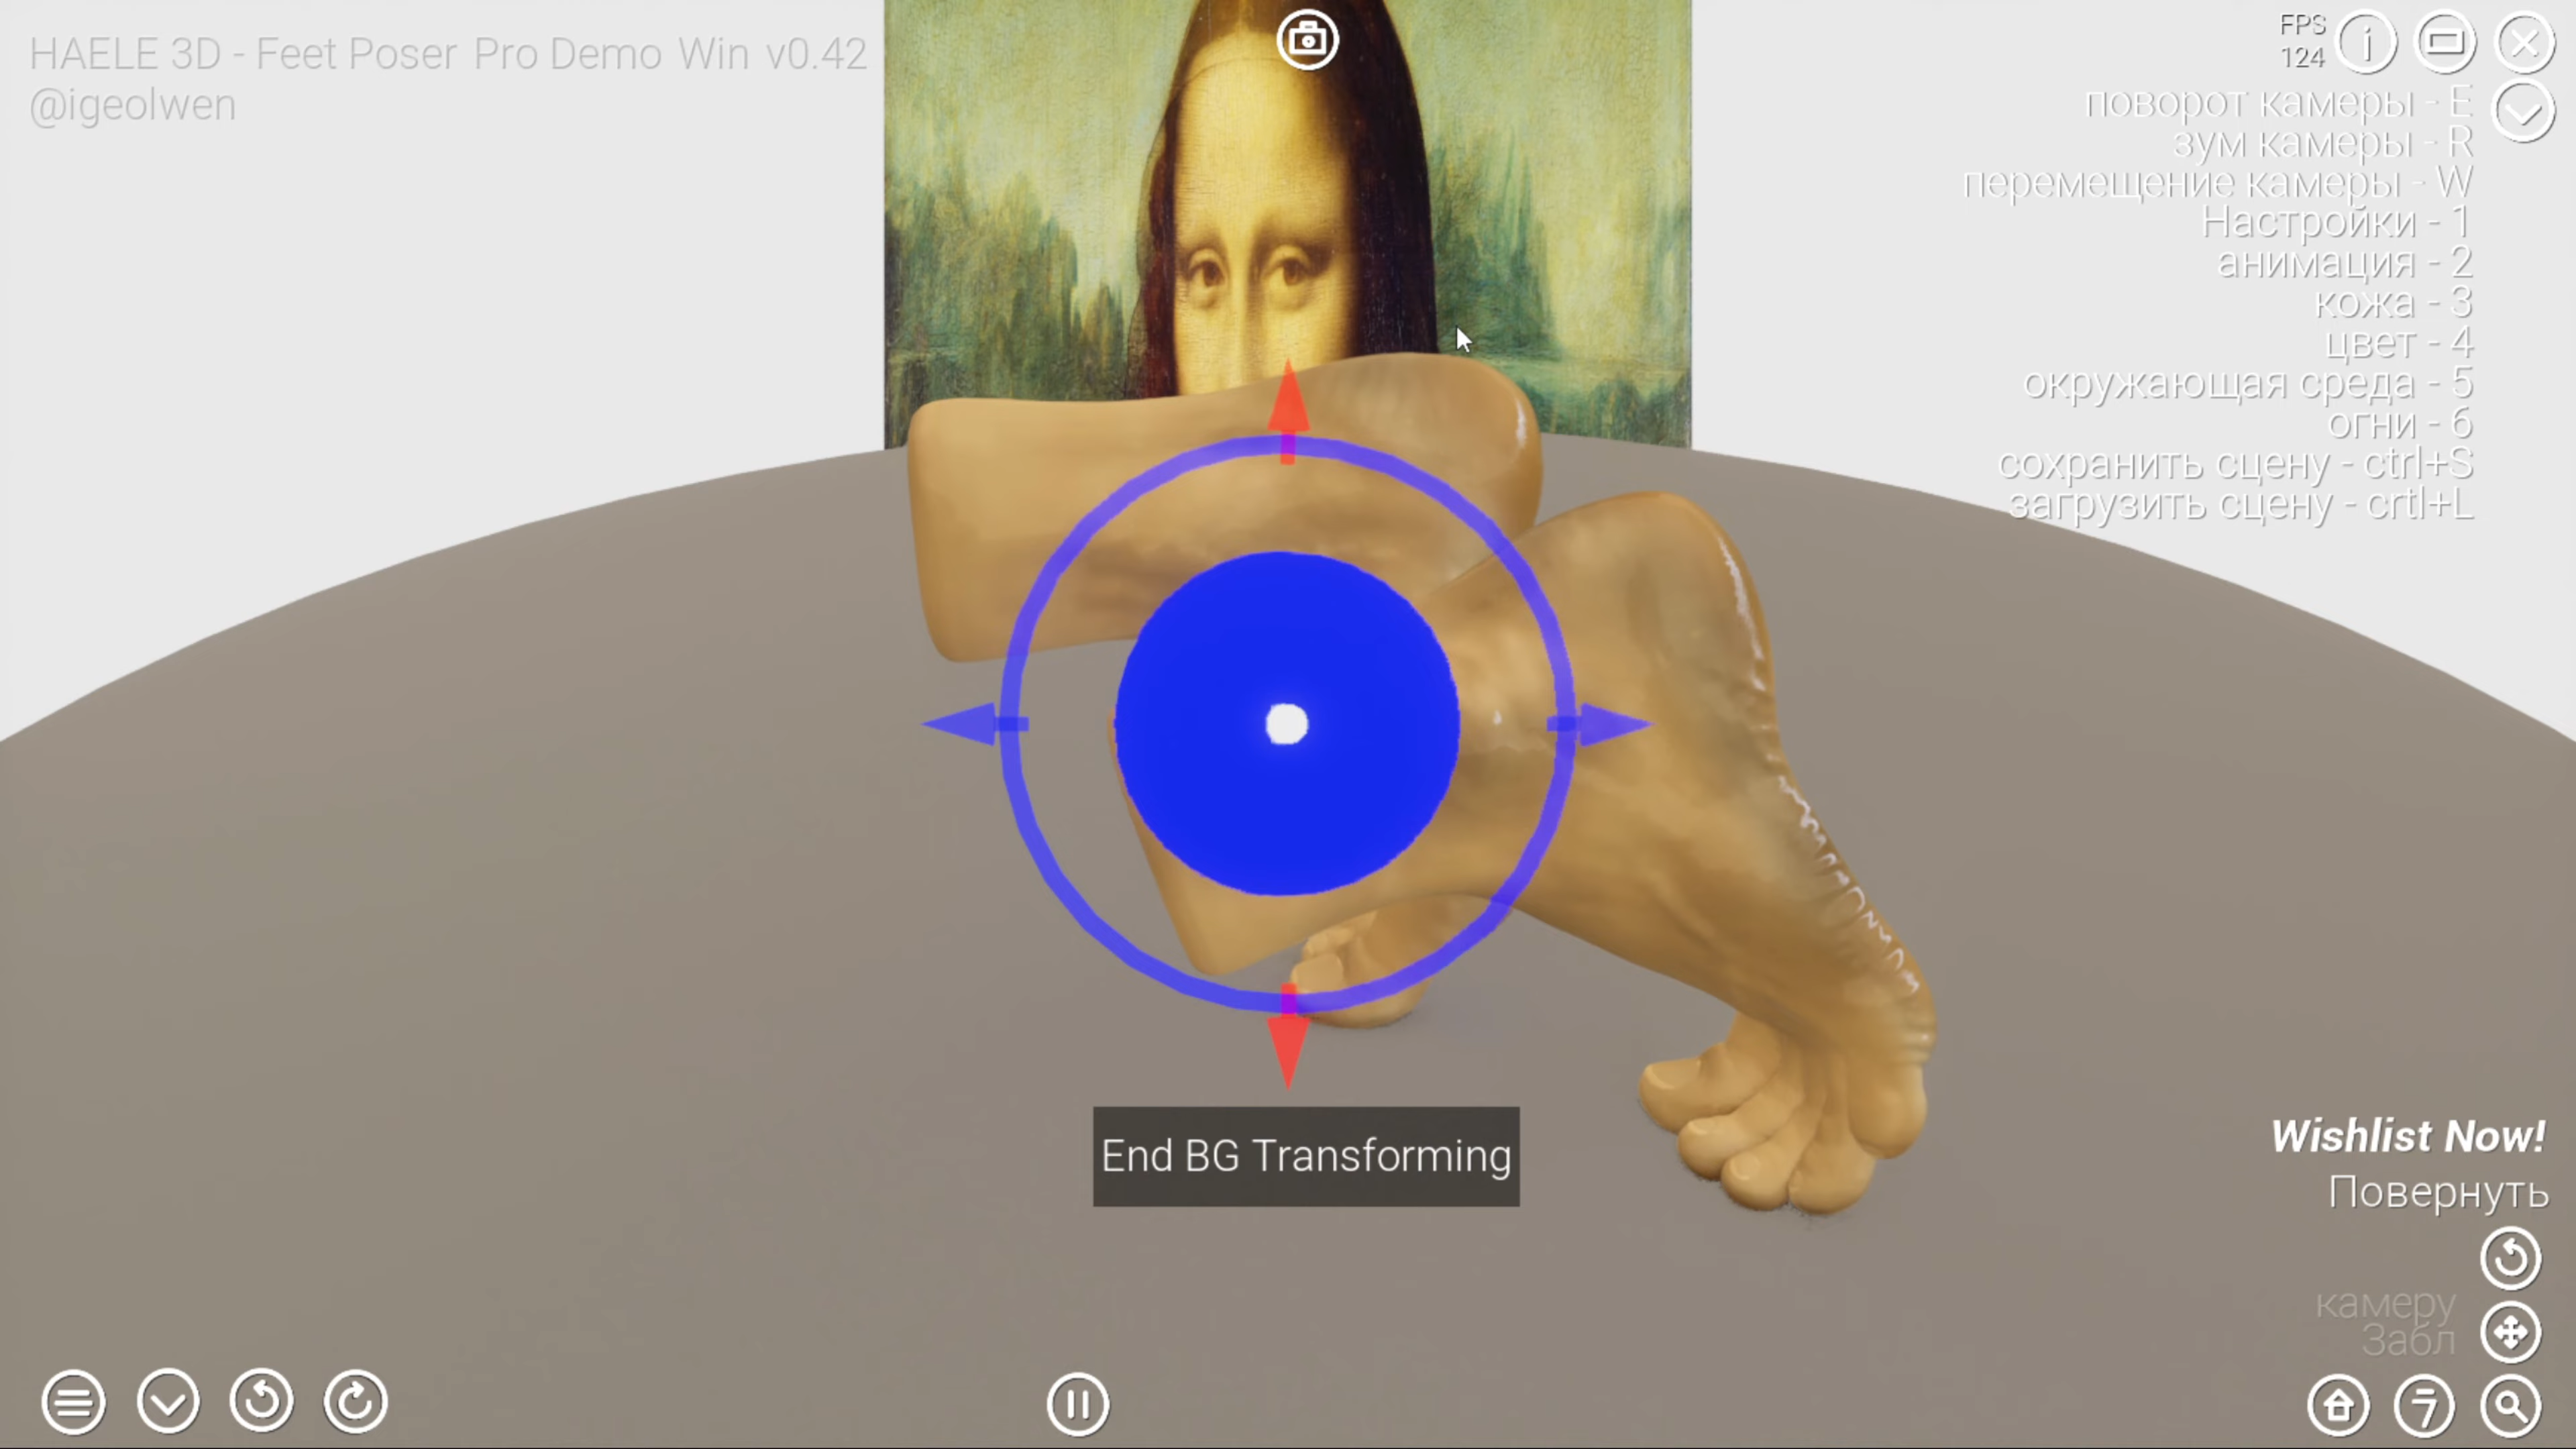 HAELE 3D - Feet Poser Pro Demo Win v0.42
@igeolwen
FPS
124
поворот камеры - E
зум камеры - R
перемещение камеры - W
Настройки - 1
анимация - 2
кожа - 3
цвет - 4
окружающая среда - 5
огни - 6
сохранить сцену - ctrl+S
загрузить сцену - crtl+L
End BG Transforming
Wishlist Now!
Повернуть
камеру
Забл